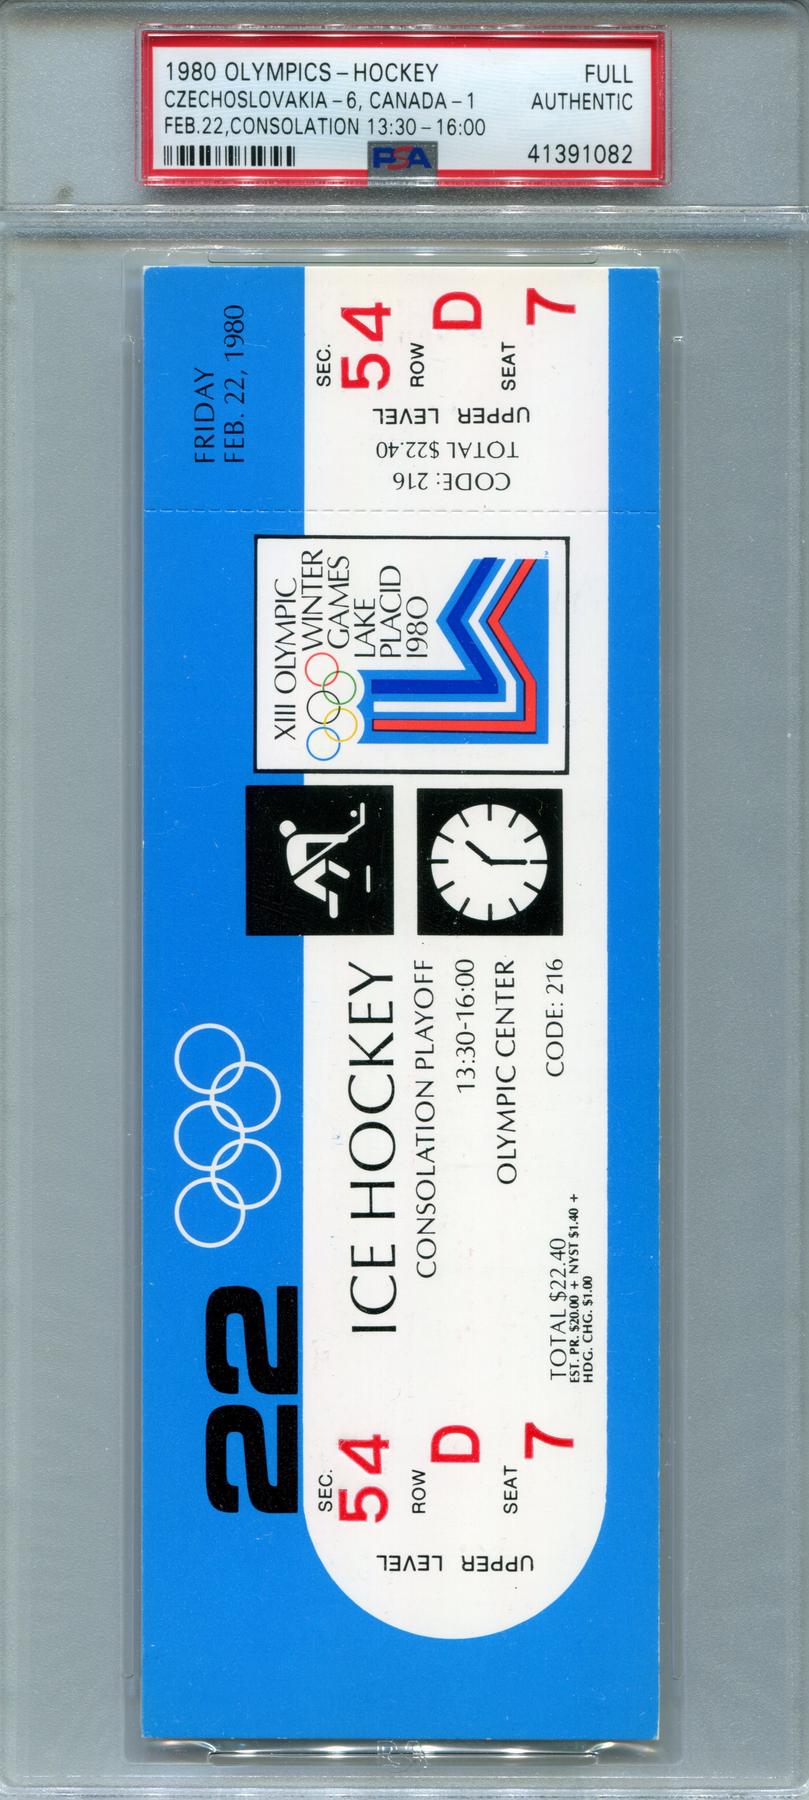 1980 OLYMPICS – HOCKEY FULL
CZECHOSLOVAKIA – 6, CANADA – 1 AUTHENTIC
FEB. 22, CONSOLATION 13:30 – 16:00
PSA 41391082
FRIDAY
FEB. 22, 1980
SEC. 54
ROW D
SEAT 7
UPPER LEVEL
TOTAL $22.40
CODE: 216
XIII OLYMPIC
WINTER
GAMES
LAKE
PLACID
1980
TM
22
ICE HOCKEY
CONSOLATION PLAYOFF
13:30-16:00
OLYMPIC CENTER
CODE: 216
TOTAL $22.40
EST. PR. $20.00 + NYST $1.40 +
HDG. CHG. $1.00
SEC. 54
ROW D
SEAT 7
UPPER LEVEL